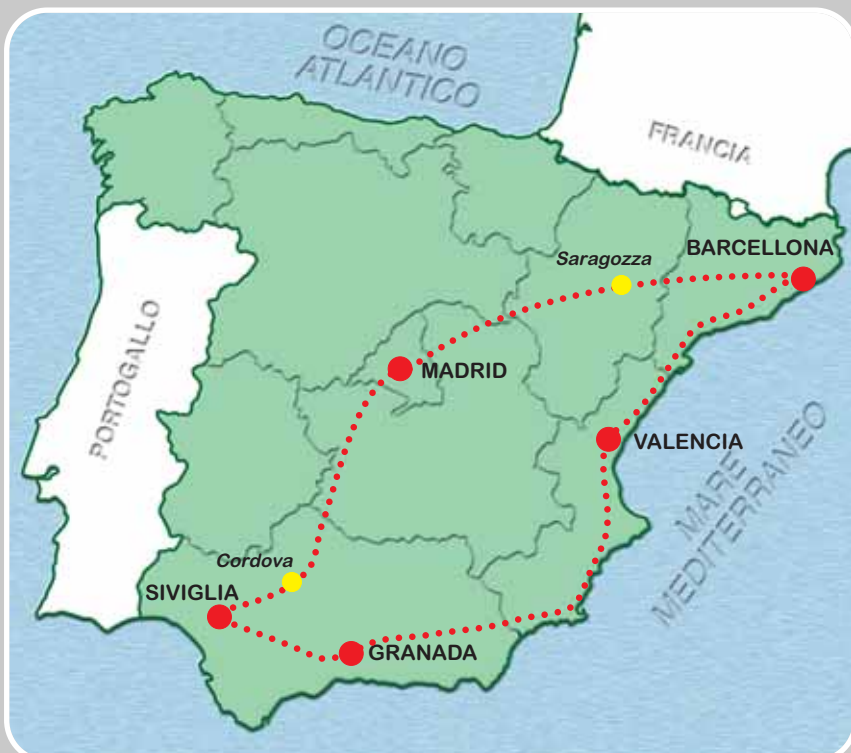 OCEANO
ATLANTICO
FRANCIA
BARCELLONA
Saragozza
PORTOGALLO
MADRID
VALENCIA
MARE
MEDITERRANEO
Cordova
SIVIGLIA
GRANADA